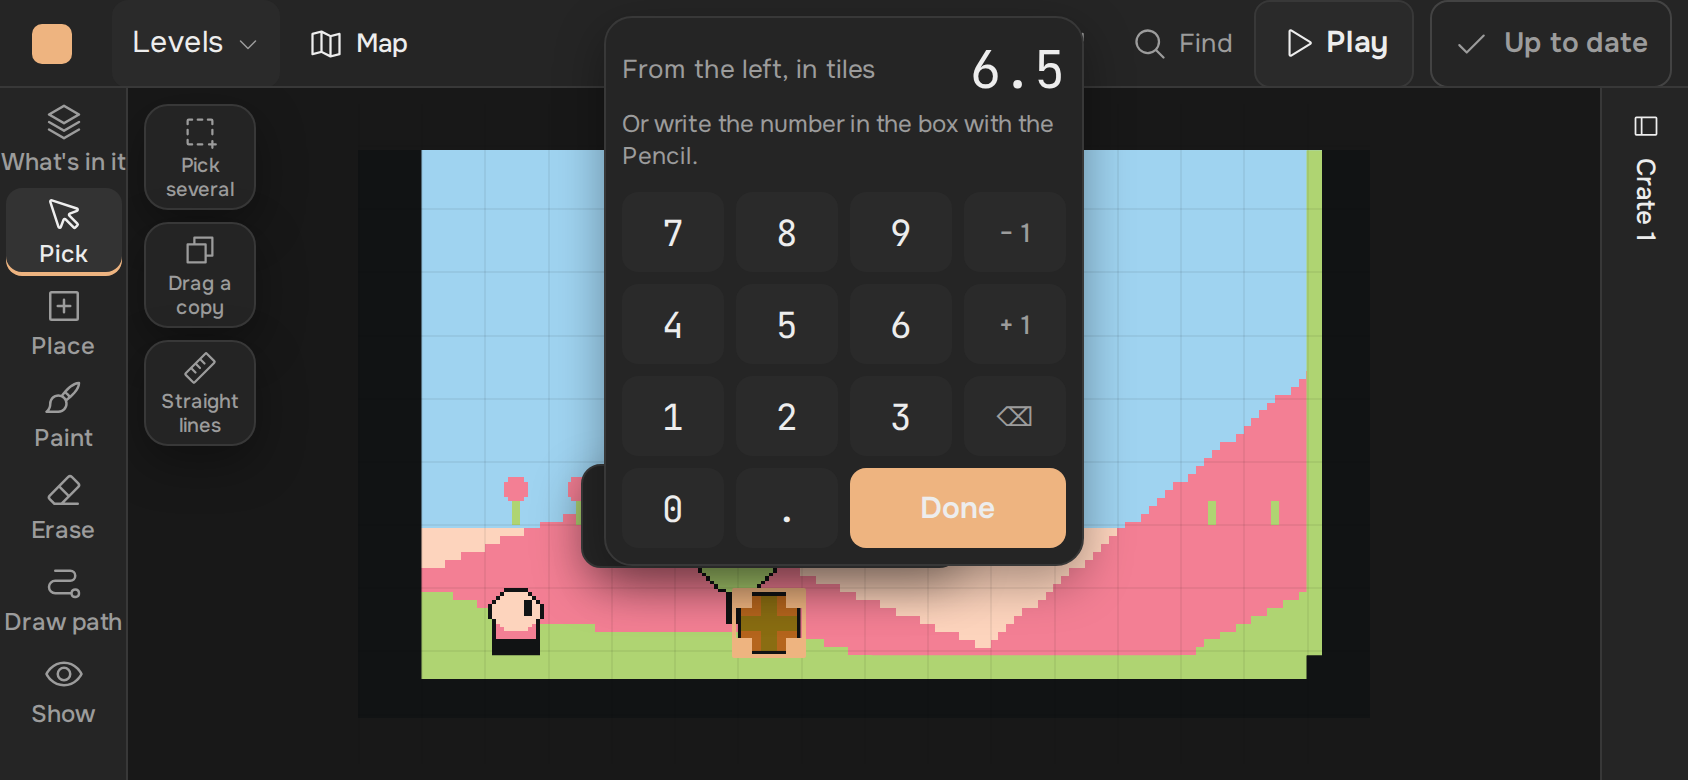 Levels
Map
Find
Play
Up to date
What's in it
Pick
Place
Paint
Erase
Draw path
Show
Pick
several
Drag a
copy
Straight
lines
From the left, in tiles
6.5
Or write the number in the box with the
Pencil.
7 8 9 − 1
4 5 6 + 1
1 2 3 ⌫
0 . Done
Crate 1